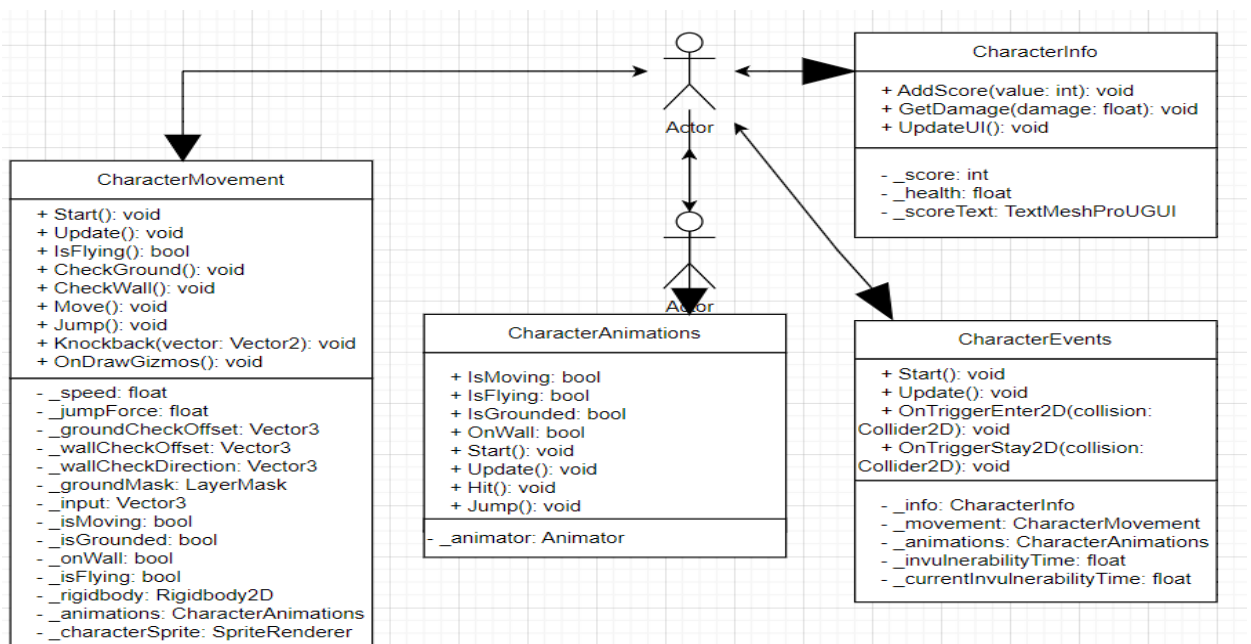 Actor
Actor
CharacterInfo
+ AddScore(value: int): void
+ GetDamage(damage: float): void
+ UpdateUI(): void
- _score: int
- _health: float
- _scoreText: TextMeshProUGUI
CharacterMovement
+ Start(): void
+ Update(): void
+ IsFlying(): bool
+ CheckGround(): void
+ CheckWall(): void
+ Move(): void
+ Jump(): void
+ Knockback(vector: Vector2): void
+ OnDrawGizmos(): void
- _speed: float
- _jumpForce: float
- _groundCheckOffset: Vector3
- _wallCheckOffset: Vector3
- _wallCheckDirection: Vector3
- _groundMask: LayerMask
- _input: Vector3
- _isMoving: bool
- _isGrounded: bool
- _onWall: bool
- _isFlying: bool
- _rigidbody: Rigidbody2D
- _animations: CharacterAnimations
- _characterSprite: SpriteRenderer
CharacterAnimations
+ IsMoving: bool
+ IsFlying: bool
+ IsGrounded: bool
+ OnWall: bool
+ Start(): void
+ Update(): void
+ Hit(): void
+ Jump(): void
- _animator: Animator
CharacterEvents
+ Start(): void
+ Update(): void
+ OnTriggerEnter2D(collision:
Collider2D): void
+ OnTriggerStay2D(collision:
Collider2D): void
- _info: CharacterInfo
- _movement: CharacterMovement
- _animations: CharacterAnimations
- _invulnerabilityTime: float
- _currentInvulnerabilityTime: float